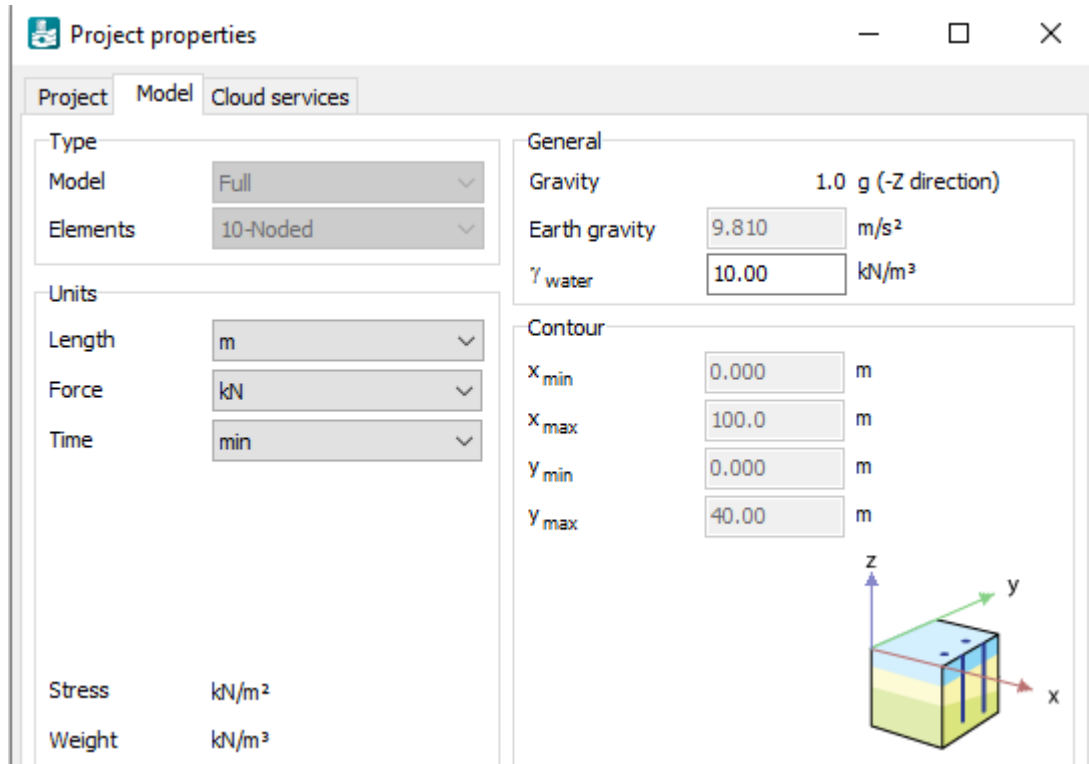 Project properties
Project Model Cloud services
Type
Model Full
Elements 10-Noded
Units
Length m
Force kN
Time min
Stress kN/m²
Weight kN/m³
General
Gravity 1.0 g (-Z direction)
Earth gravity 9.810 m/s²
γ water 10.00 kN/m³
Contour
x min 0.000 m
x max 100.0 m
y min 0.000 m
y max 40.00 m
z
y
x